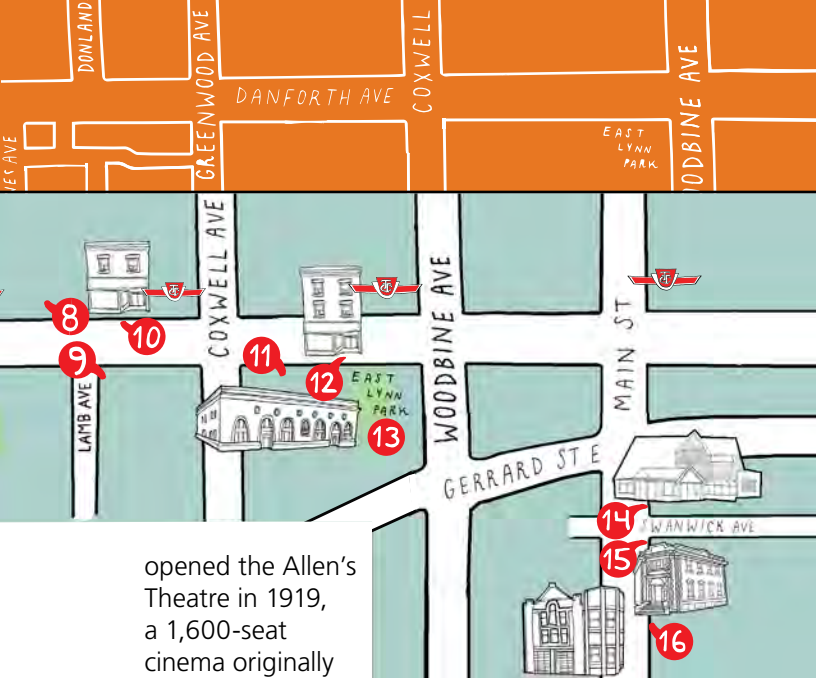 DONLAND
GREENWOOD AVE
DANFORTH AVE
COXWELL
EAST
LYNN
PARK
OODBINE AVE
COXWELL AVE
WOODBINE AVE
MAIN ST
8
10
9
LAMB AVE
11
12
EAST
LYNN
PARK
13
GERRARD ST E
14
SWANWICK AVE
15
16
opened the Allen's
Theatre in 1919,
a 1,600-seat
cinema originally